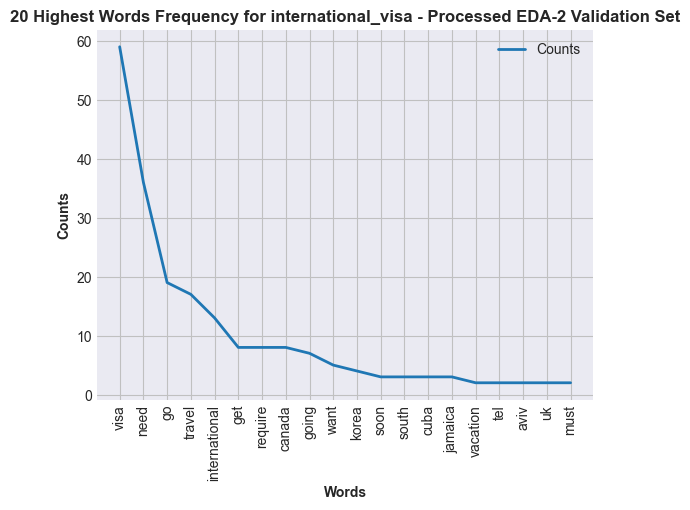 20 Highest Words Frequency for international_visa - Processed EDA-2 Validation Set
Counts
60
50
40
30
20
10
0
Counts
visa
need
go
travel
international
get
require
canada
going
want
korea
soon
south
cuba
jamaica
vacation
tel
aviv
uk
must
Words